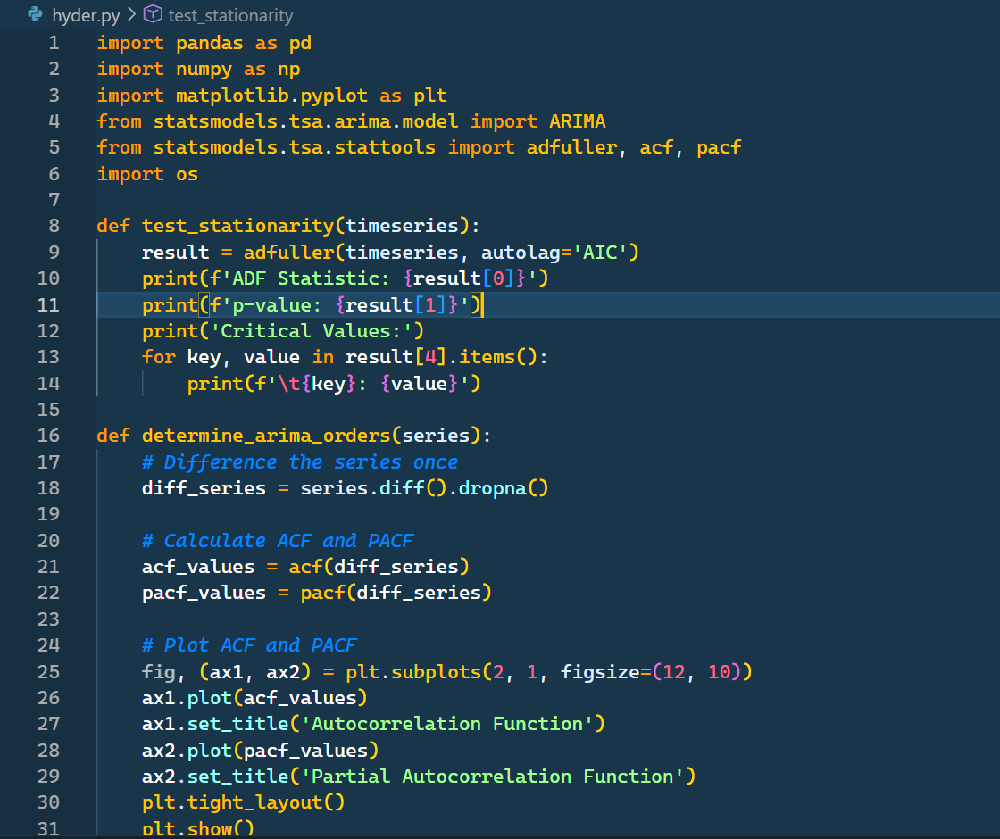 hyder.py > test_stationarity
1 import pandas as pd
2 import numpy as np
3 import matplotlib.pyplot as plt
4 from statsmodels.tsa.arima.model import ARIMA
5 from statsmodels.tsa.stattools import adfuller, acf, pacf
6 import os
7
8 def test_stationarity(timeseries):
9     result = adfuller(timeseries, autolag='AIC')
10     print(f'ADF Statistic: {result[0]}')
11     print(f'p-value: {result[1]}')
12     print('Critical Values:')
13     for key, value in result[4].items():
14         print(f'\t{key}: {value}')
15
16 def determine_arima_orders(series):
17     # Difference the series once
18     diff_series = series.diff().dropna()
19
20     # Calculate ACF and PACF
21     acf_values = acf(diff_series)
22     pacf_values = pacf(diff_series)
23
24     # Plot ACF and PACF
25     fig, (ax1, ax2) = plt.subplots(2, 1, figsize=(12, 10))
26     ax1.plot(acf_values)
27     ax1.set_title('Autocorrelation Function')
28     ax2.plot(pacf_values)
29     ax2.set_title('Partial Autocorrelation Function')
30     plt.tight_layout()
31     plt.show()